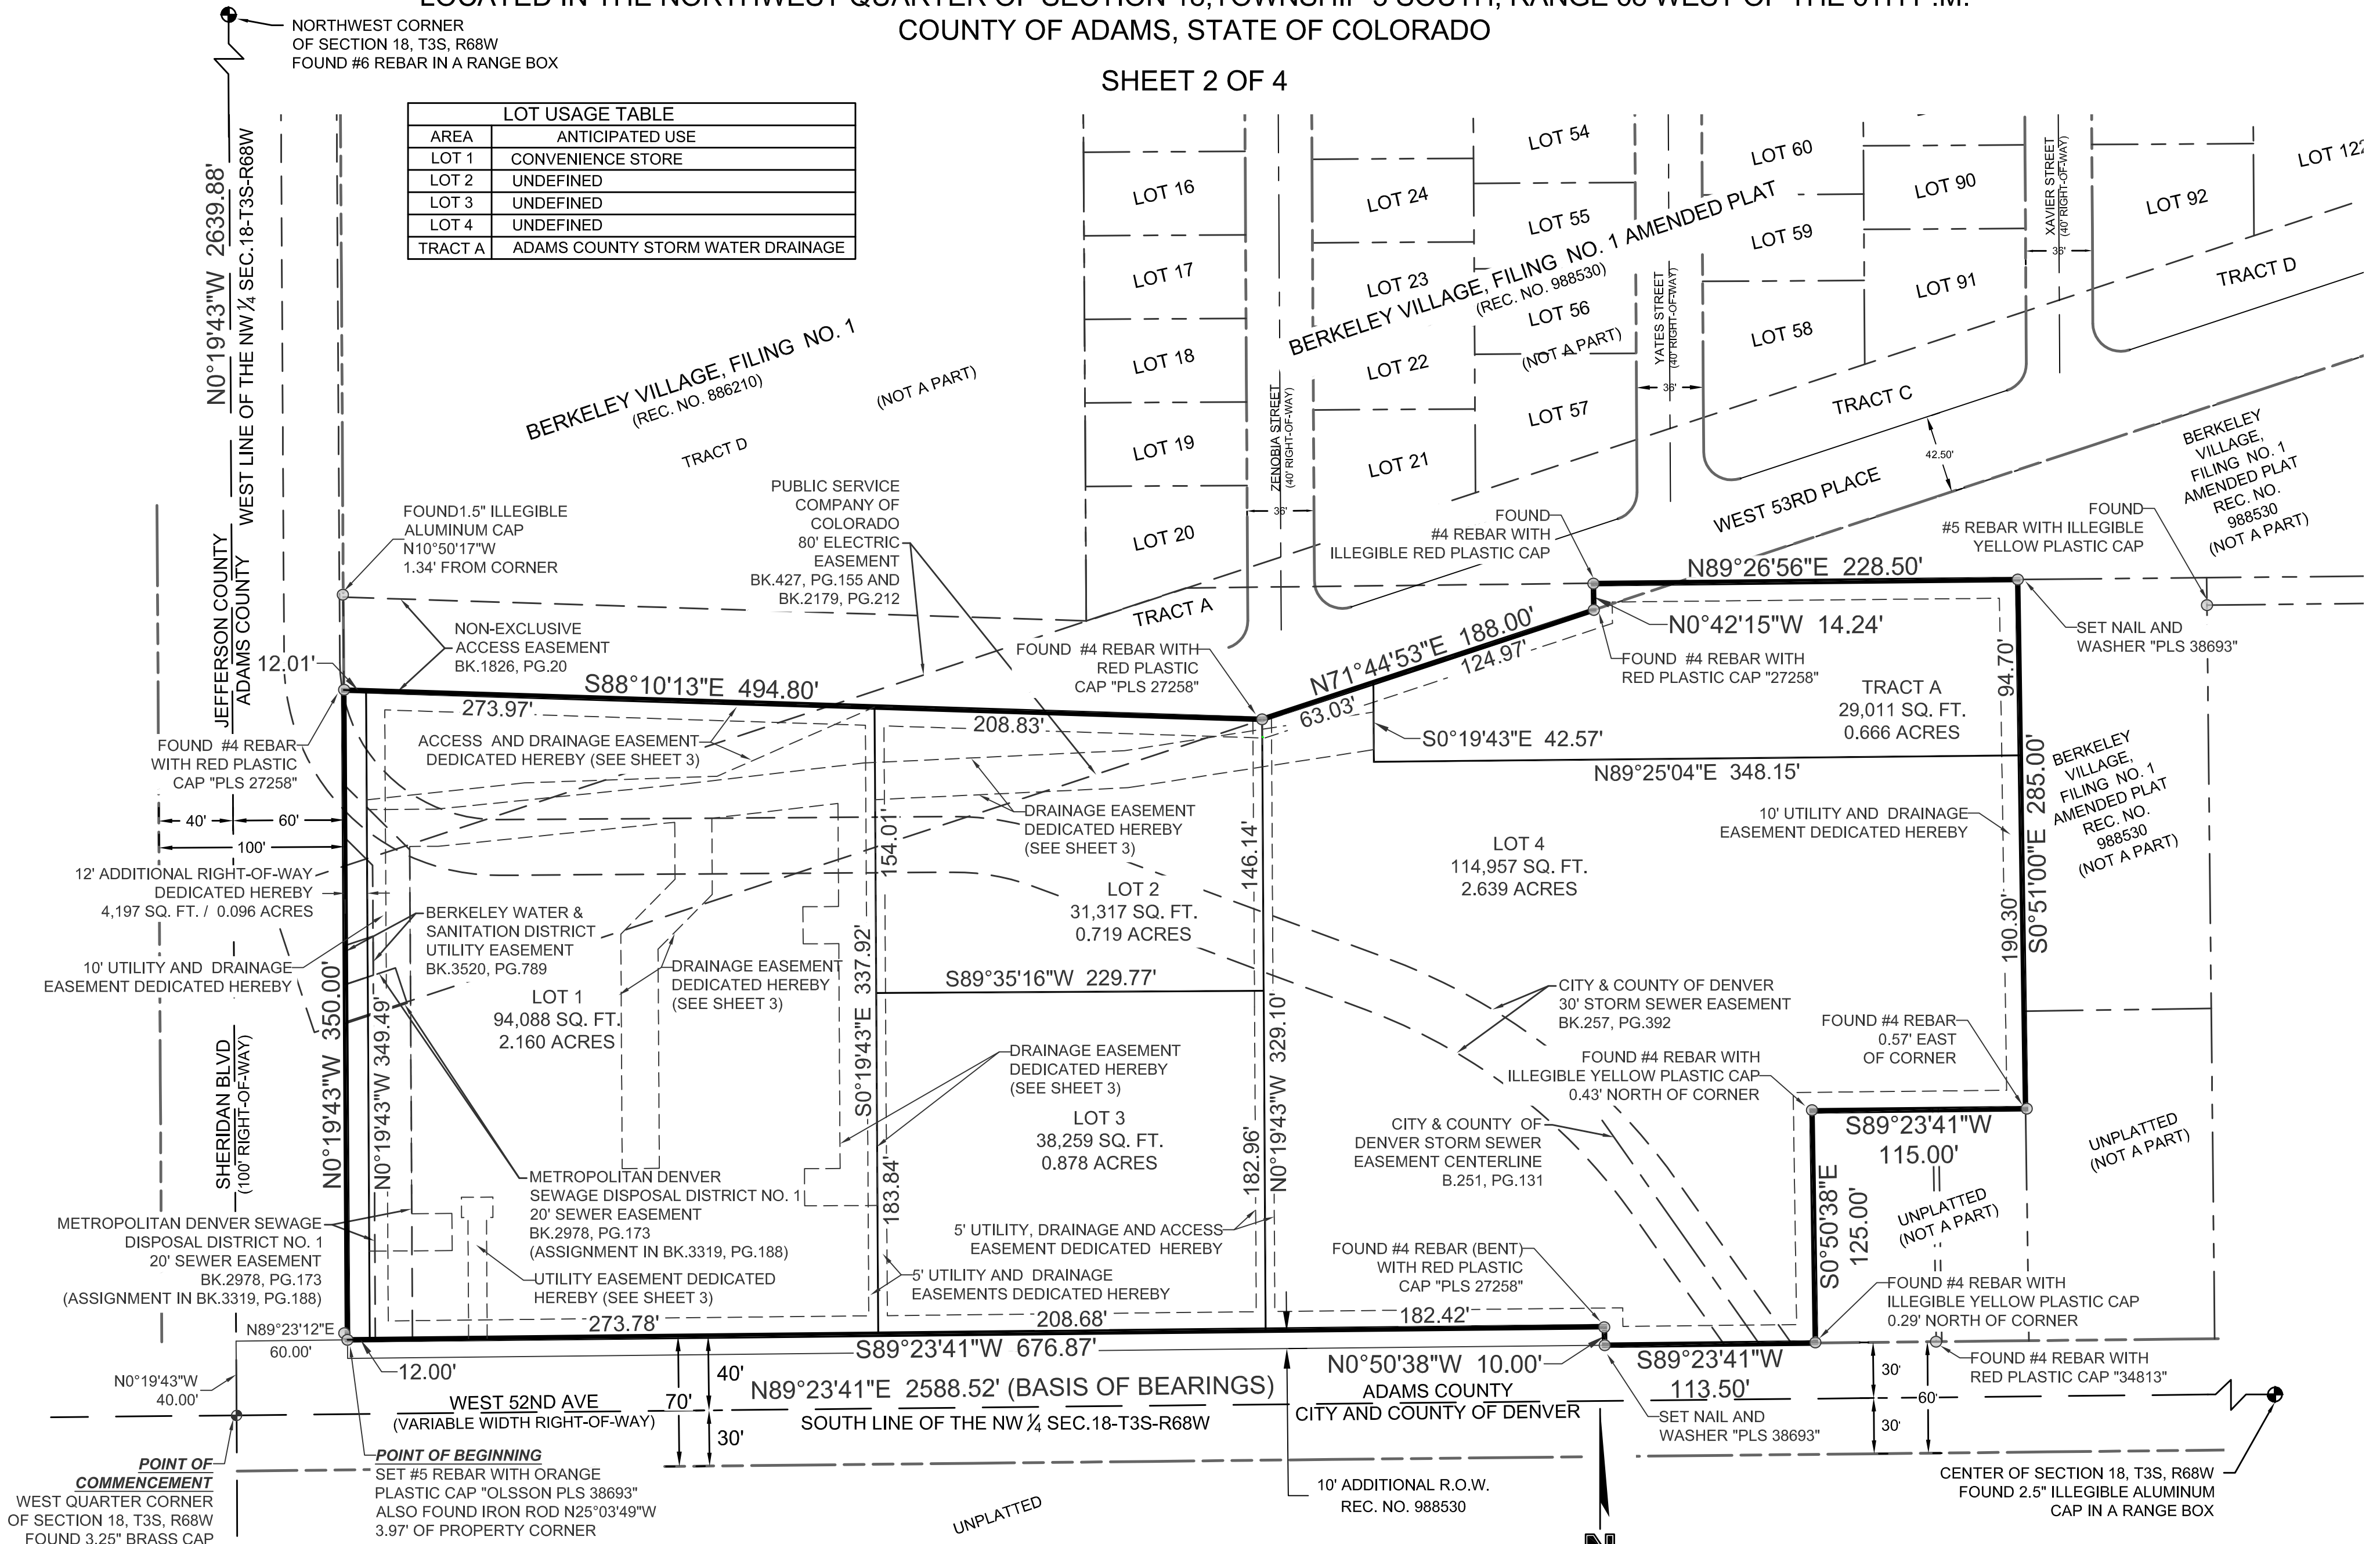 COUNTY OF ADAMS, STATE OF COLORADO
SHEET 2 OF 4
NORTHWEST CORNER
OF SECTION 18, T3S, R68W
FOUND #6 REBAR IN A RANGE BOX
LOT USAGE TABLE
AREA ANTICIPATED USE
LOT 1 CONVENIENCE STORE
LOT 2 UNDEFINED
LOT 3 UNDEFINED
LOT 4 UNDEFINED
TRACT A ADAMS COUNTY STORM WATER DRAINAGE
N0°19'43"W 2639.88'
WEST LINE OF THE NW ¼ SEC.18-T3S-R68W
JEFFERSON COUNTY
ADAMS COUNTY
BERKELEY VILLAGE, FILING NO. 1
(REC. NO. 886210)
(NOT A PART)
TRACT D
LOT 16
LOT 17
LOT 18
LOT 19
LOT 20
ZENOBIA STREET
(40' RIGHT-OF-WAY)
36'
LOT 24
LOT 23
LOT 22
LOT 21
LOT 54
LOT 55
LOT 56
LOT 57
BERKELEY VILLAGE, FILING NO. 1 AMENDED PLAT
(REC. NO. 988530)
(NOT A PART)
YATES STREET
(40' RIGHT-OF-WAY)
36'
LOT 60
LOT 59
LOT 58
LOT 90
LOT 91
XAVIER STREET
(40' RIGHT-OF-WAY)
36'
LOT 92
LOT 122
TRACT D
TRACT C
42.50'
WEST 53RD PLACE
TRACT A
BERKELEY
VILLAGE,
FILING NO. 1
AMENDED PLAT
REC. NO.
988530
(NOT A PART)
FOUND1.5" ILLEGIBLE
ALUMINUM CAP
N10°50'17"W
1.34' FROM CORNER
PUBLIC SERVICE
COMPANY OF
COLORADO
80' ELECTRIC
EASEMENT
BK.427, PG.155 AND
BK.2179, PG.212
FOUND
#4 REBAR WITH
ILLEGIBLE RED PLASTIC CAP
FOUND
#5 REBAR WITH ILLEGIBLE
YELLOW PLASTIC CAP
N89°26'56"E 228.50'
N0°42'15"W 14.24'
SET NAIL AND
WASHER "PLS 38693"
NON-EXCLUSIVE
ACCESS EASEMENT
BK.1826, PG.20
12.01'
FOUND #4 REBAR WITH
RED PLASTIC
CAP "PLS 27258"
N71°44'53"E 188.00'
124.97'
63.03'
FOUND #4 REBAR WITH
RED PLASTIC CAP "27258"
S88°10'13"E 494.80'
273.97'
208.83'
94.70'
TRACT A
29,011 SQ. FT.
0.666 ACRES
S0°19'43"E 42.57'
N89°25'04"E 348.15'
FOUND #4 REBAR
WITH RED PLASTIC
CAP "PLS 27258"
ACCESS AND DRAINAGE EASEMENT
DEDICATED HEREBY (SEE SHEET 3)
40'
60'
100'
12' ADDITIONAL RIGHT-OF-WAY
DEDICATED HEREBY
4,197 SQ. FT. / 0.096 ACRES
DRAINAGE EASEMENT
DEDICATED HEREBY
(SEE SHEET 3)
154.01'
146.14'
10' UTILITY AND DRAINAGE
EASEMENT DEDICATED HEREBY
S0°51'00"E 285.00'
190.30'
BERKELEY
VILLAGE,
FILING NO. 1
AMENDED PLAT
REC. NO.
988530
(NOT A PART)
LOT 4
114,957 SQ. FT.
2.639 ACRES
LOT 2
31,317 SQ. FT.
0.719 ACRES
BERKELEY WATER &
SANITATION DISTRICT
UTILITY EASEMENT
BK.3520, PG.789
10' UTILITY AND DRAINAGE
EASEMENT DEDICATED HEREBY
DRAINAGE EASEMENT
DEDICATED HEREBY
(SEE SHEET 3)
LOT 1
94,088 SQ. FT.
2.160 ACRES
S0°19'43"E 337.92'
S89°35'16"W 229.77'
N0°19'43"W 329.10'
CITY & COUNTY OF DENVER
30' STORM SEWER EASEMENT
BK.257, PG.392
FOUND #4 REBAR
0.57' EAST
OF CORNER
FOUND #4 REBAR WITH
ILLEGIBLE YELLOW PLASTIC CAP
0.43' NORTH OF CORNER
SHERIDAN BLVD
(100' RIGHT-OF-WAY)
N0°19'43"W 350.00'
N0°19'43"W 349.49'
DRAINAGE EASEMENT
DEDICATED HEREBY
(SEE SHEET 3)
LOT 3
38,259 SQ. FT.
0.878 ACRES
183.84'
182.96'
CITY & COUNTY OF
DENVER STORM SEWER
EASEMENT CENTERLINE
B.251, PG.131
S89°23'41"W
115.00'
S0°50'38"E
125.00'
UNPLATTED
(NOT A PART)
UNPLATTED
(NOT A PART)
METROPOLITAN DENVER
SEWAGE DISPOSAL DISTRICT NO. 1
20' SEWER EASEMENT
BK.2978, PG.173
(ASSIGNMENT IN BK.3319, PG.188)
METROPOLITAN DENVER SEWAGE
DISPOSAL DISTRICT NO. 1
20' SEWER EASEMENT
BK.2978, PG.173
(ASSIGNMENT IN BK.3319, PG.188)
5' UTILITY, DRAINAGE AND ACCESS
EASEMENT DEDICATED HEREBY
UTILITY EASEMENT DEDICATED
HEREBY (SEE SHEET 3)
5' UTILITY AND DRAINAGE
EASEMENTS DEDICATED HEREBY
FOUND #4 REBAR (BENT)
WITH RED PLASTIC
CAP "PLS 27258"
FOUND #4 REBAR WITH
ILLEGIBLE YELLOW PLASTIC CAP
0.29' NORTH OF CORNER
N89°23'12"E
60.00'
273.78'
208.68'
182.42'
12.00'
S89°23'41"W 676.87'
N0°50'38"W 10.00'
S89°23'41"W
113.50'
FOUND #4 REBAR WITH
RED PLASTIC CAP "34813"
N0°19'43"W
40.00'
WEST 52ND AVE
(VARIABLE WIDTH RIGHT-OF-WAY)
70'
40'
30'
N89°23'41"E 2588.52' (BASIS OF BEARINGS)
SOUTH LINE OF THE NW ¼ SEC.18-T3S-R68W
ADAMS COUNTY
CITY AND COUNTY OF DENVER
30'
60'
30'
SET NAIL AND
WASHER "PLS 38693"
POINT OF
COMMENCEMENT
WEST QUARTER CORNER
OF SECTION 18, T3S, R68W
FOUND 3.25" BRASS CAP
POINT OF BEGINNING
SET #5 REBAR WITH ORANGE
PLASTIC CAP "OLSSON PLS 38693"
ALSO FOUND IRON ROD N25°03'49"W
3.97' OF PROPERTY CORNER
UNPLATTED
10' ADDITIONAL R.O.W.
REC. NO. 988530
CENTER OF SECTION 18, T3S, R68W
FOUND 2.5" ILLEGIBLE ALUMINUM
CAP IN A RANGE BOX
N